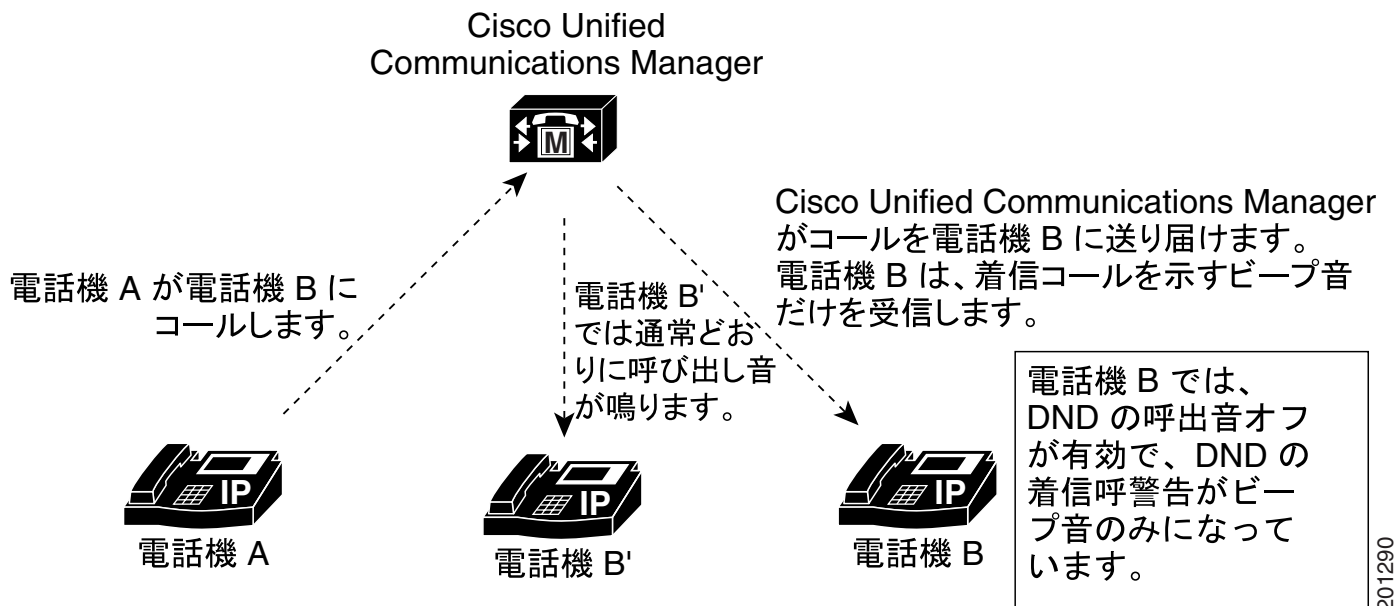 Cisco Unified
Communications Manager
M
Cisco Unified Communications Manager
がコールを電話機 B に送り届けます。
電話機 B は、着信コールを示すビープ音
だけを受信します。
電話機 A が電話機 B に
コールします。
電話機 B'
では通常どお
りに呼び出し音
が鳴ります。
電話機 B では、
DND の呼出音オフ
が有効で、DND の
着信呼警告がビー
プ音のみになって
います。
IP
電話機 A
IP
電話機 B'
IP
電話機 B
201290